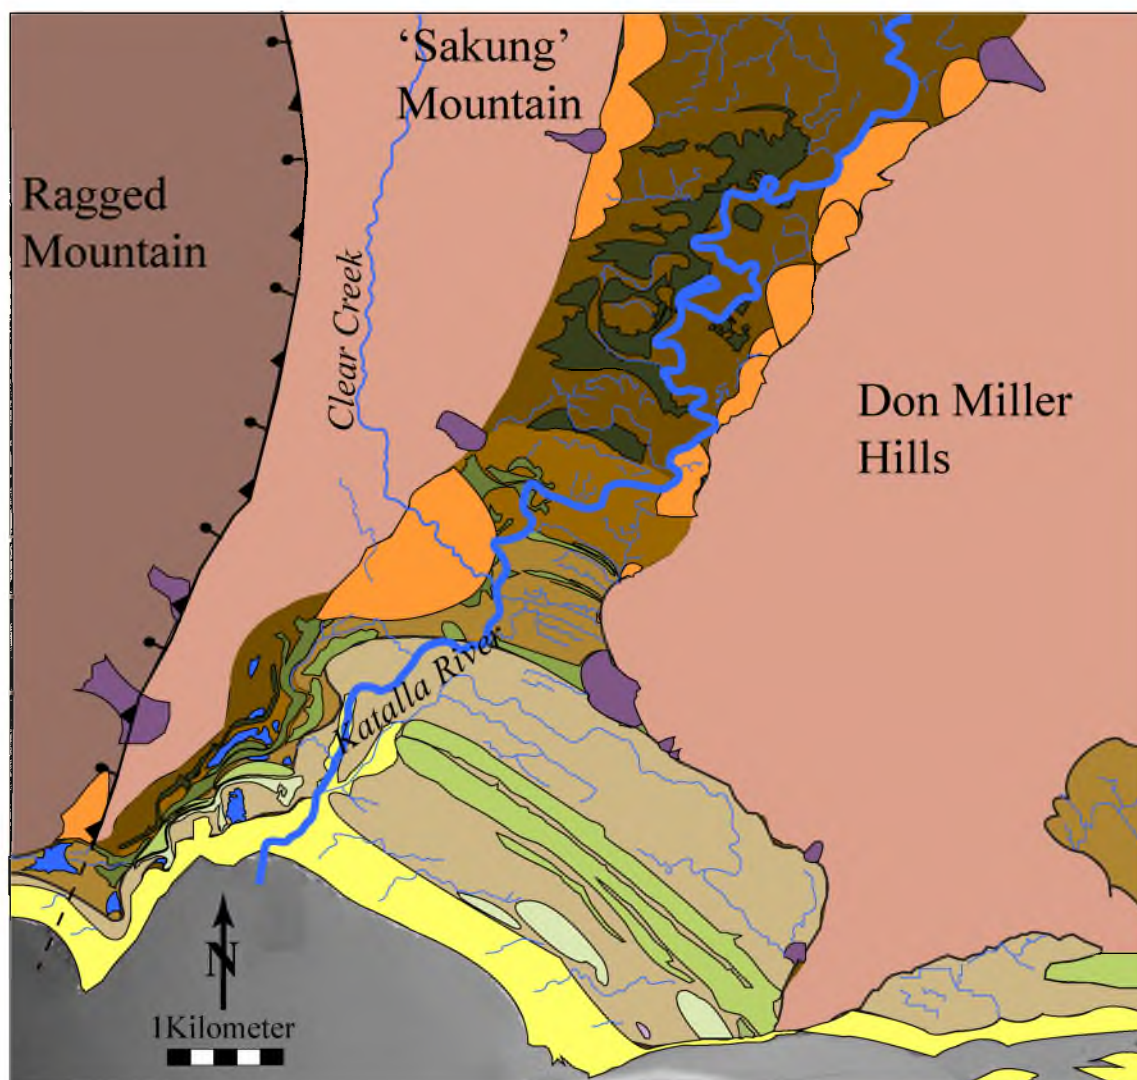 ‘Sakung’
Mountain
Ragged
Mountain
Clear Creek
Don Miller
Hills
Katalla River
N
1Kilometer